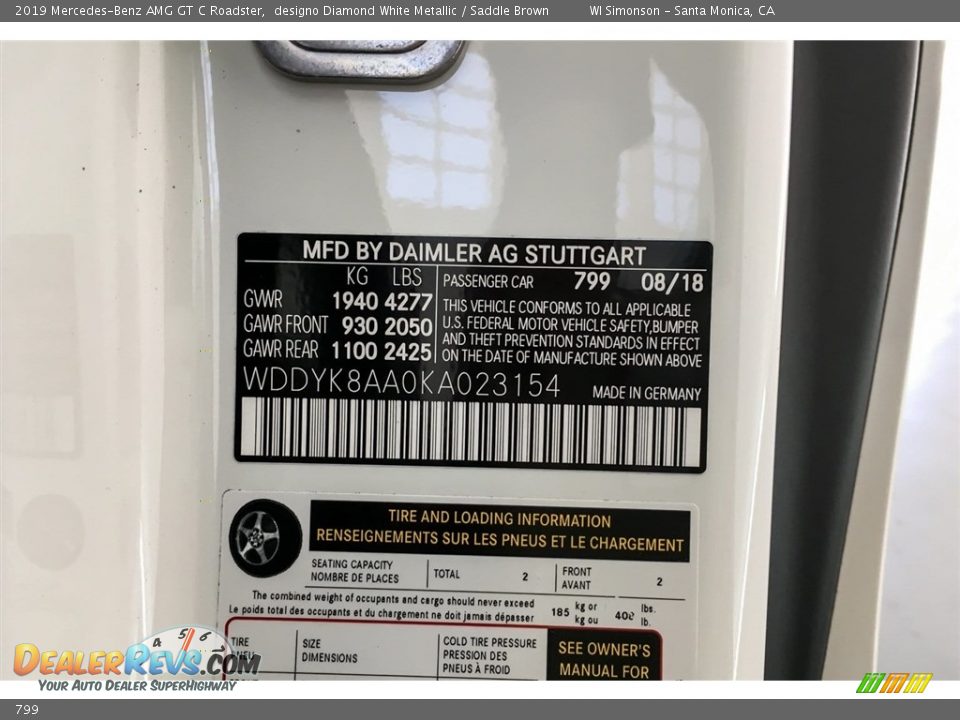 2019 Mercedes-Benz AMG GT C Roadster, designo Diamond White Metallic / Saddle Brown WI Simonson - Santa Monica, CA
MFD BY DAIMLER AG STUTTGART
KG LBS PASSENGER CAR 799 08/18
GWR 1940 4277
GAWR FRONT 930 2050
GAWR REAR 1100 2425
THIS VEHICLE CONFORMS TO ALL APPLICABLE
U.S. FEDERAL MOTOR VEHICLE SAFETY,BUMPER
AND THEFT PREVENTION STANDARDS IN EFFECT
ON THE DATE OF MANUFACTURE SHOWN ABOVE
WDDYK8AA0KA023154 MADE IN GERMANY
TIRE AND LOADING INFORMATION
RENSEIGNEMENTS SUR LES PNEUS ET LE CHARGEMENT
SEATING CAPACITY
NOMBRE DE PLACES
TOTAL 2
FRONT
AVANT
2
The combined weight of occupants and cargo should never exceed
Le poids total des occupants et du chargement ne doit jamais dépasser
185 kg or
kg ou
408 lbs.
lb.
TIRE
SIZE
DIMENSIONS
COLD TIRE PRESSURE
PRESSION DES
PNEUS À FROID
SEE OWNER'S
MANUAL FOR
4 5 6
DEALERREVS.COM
YOUR AUTO DEALER SUPERHIGHWAY
799